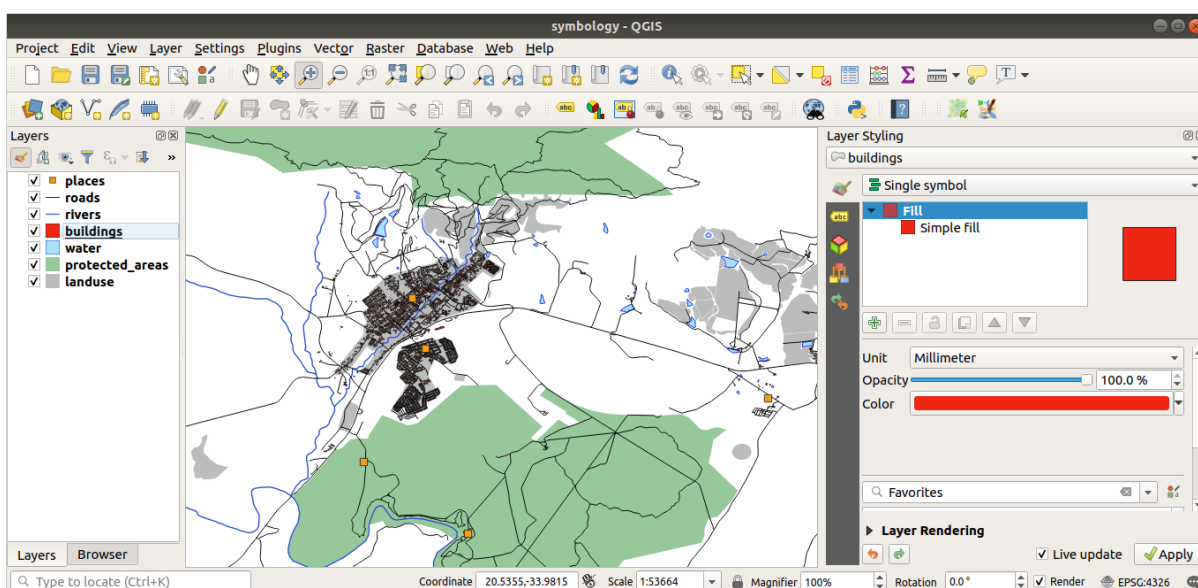 symbology - QGIS
Project Edit View Layer Settings Plugins Vector Raster Database Web Help
Layers
places
roads
rivers
buildings
water
protected_areas
landuse
Layers Browser
Layer Styling
buildings
Single symbol
Fill
Simple fill
Unit Millimeter
Opacity 100.0 %
Color
Favorites
Layer Rendering
Live update Apply
Type to locate (Ctrl+K) Coordinate 20.5355,-33.9815 Scale 1:53664 Magnifier 100% Rotation 0.0° Render EPSG:4326